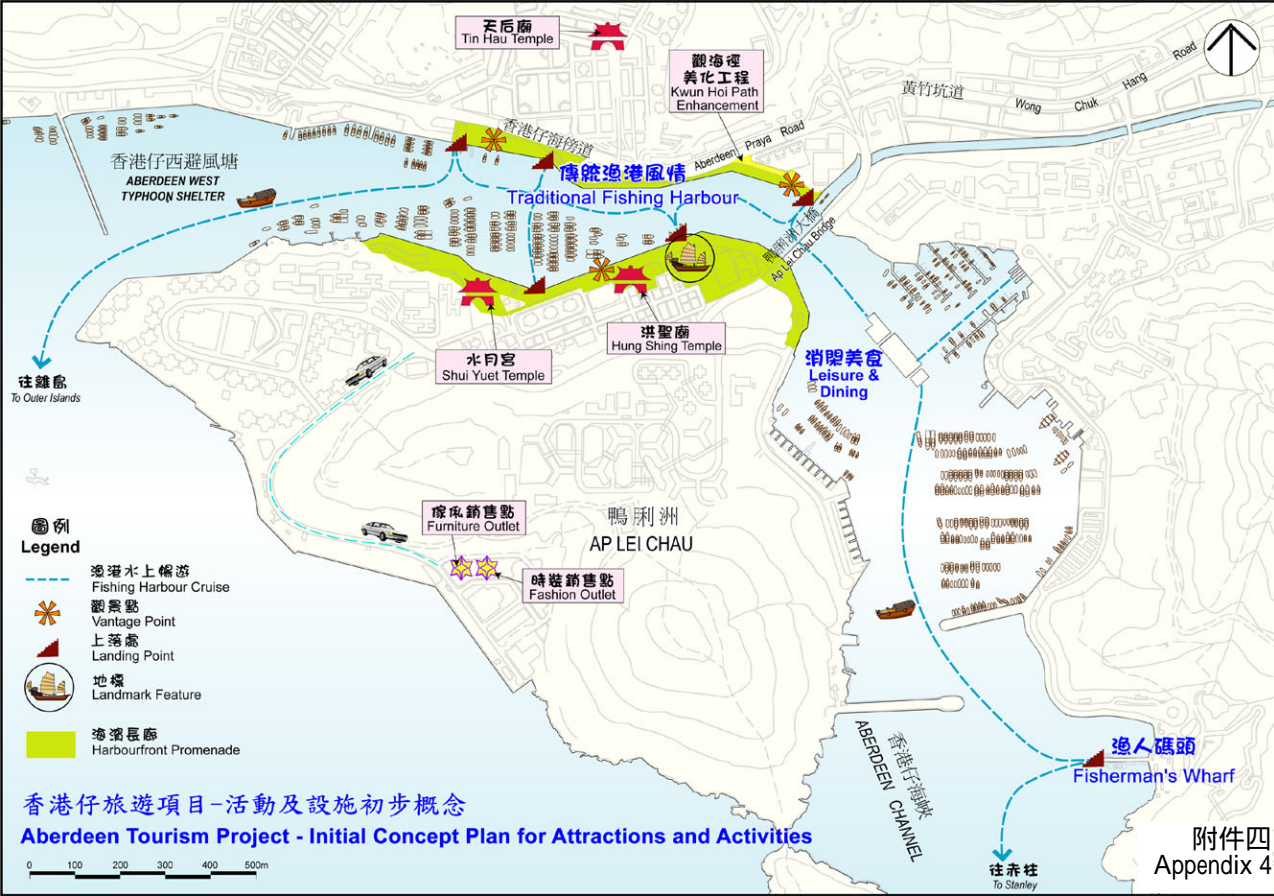 天后廟
Tin Hau Temple
觀海徑
美化工程
Kwun Hoi Path
Enhancement
黃竹坑道
Wong Chuk Hang Road
香港仔海傍道
Aberdeen Praya Road
香港仔西避風塘
ABERDEEN WEST
TYPHOON SHELTER
傳統漁港風情
Traditional Fishing Harbour
鴨脷洲大橋
Ap Lei Chau Bridge
洪聖廟
Hung Shing Temple
水月宮
Shui Yuet Temple
消閑美食
Leisure &
Dining
往離島
To Outer Islands
傢俬銷售點
Furniture Outlet
時裝銷售點
Fashion Outlet
鴨脷洲
AP LEI CHAU
圖例
Legend
漁港水上暢遊
Fishing Harbour Cruise
觀景點
Vantage Point
上落處
Landing Point
地標
Landmark Feature
海濱長廊
Harbourfront Promenade
香港仔海峽
ABERDEEN CHANNEL
漁人碼頭
Fisherman's Wharf
往赤柱
To Stanley
香港仔旅遊項目-活動及設施初步概念
Aberdeen Tourism Project - Initial Concept Plan for Attractions and Activities
0 100 200 300 400 500m
附件四
Appendix 4